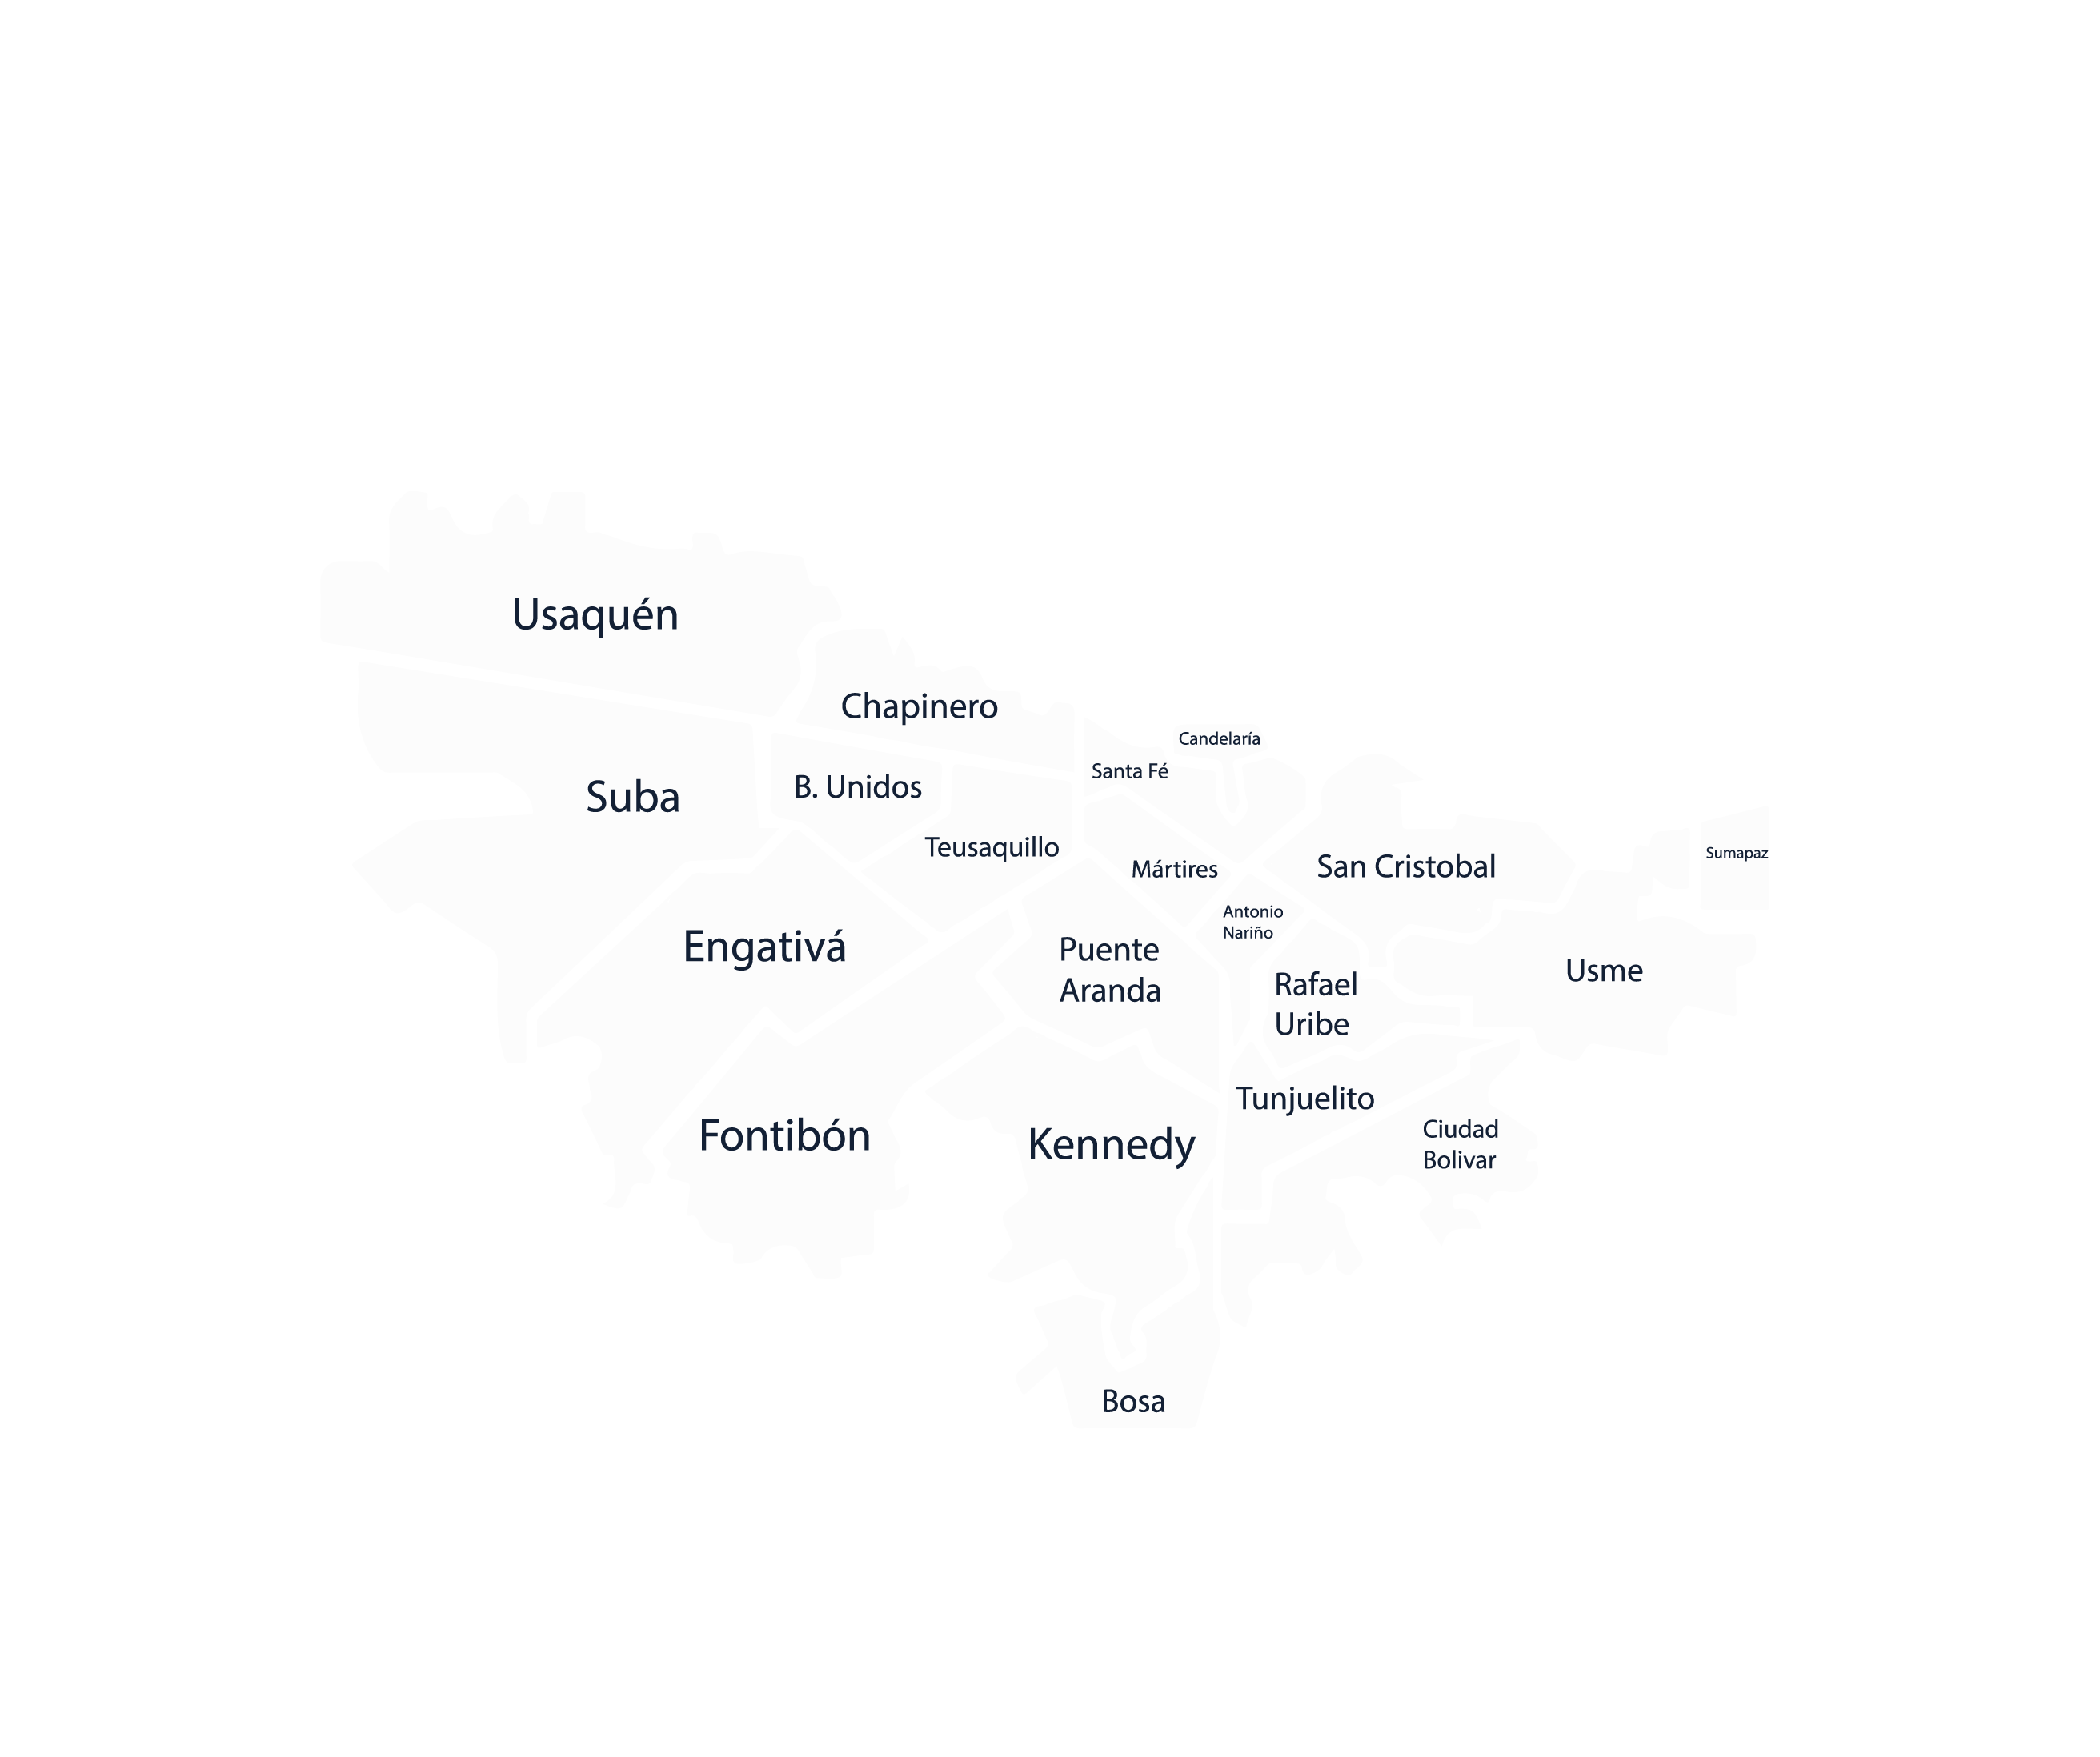 Usaquén
Chapinero
Candelaría
Santa Fé
B. Unidos
Suba
Teusaquillo
Mártires
San Cristobal
Sumapaz
Antonio
Nariño
Engativá
Puente
Aranda
Rafael
Uribe
Usme
Tunjuelito
Fontibón
Kennedy
Ciudad
Bolivar
Bosa